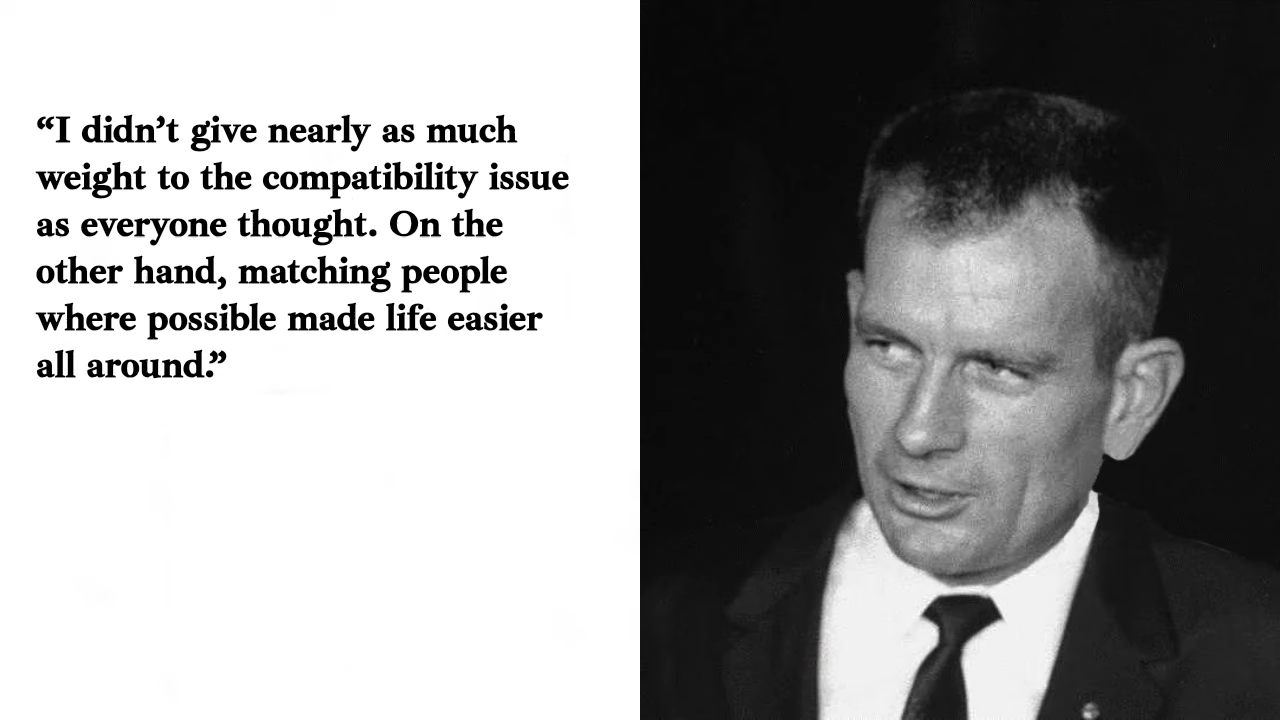 “I didn’t give nearly as much
weight to the compatibility issue
as everyone thought. On the
other hand, matching people
where possible made life easier
all around.”